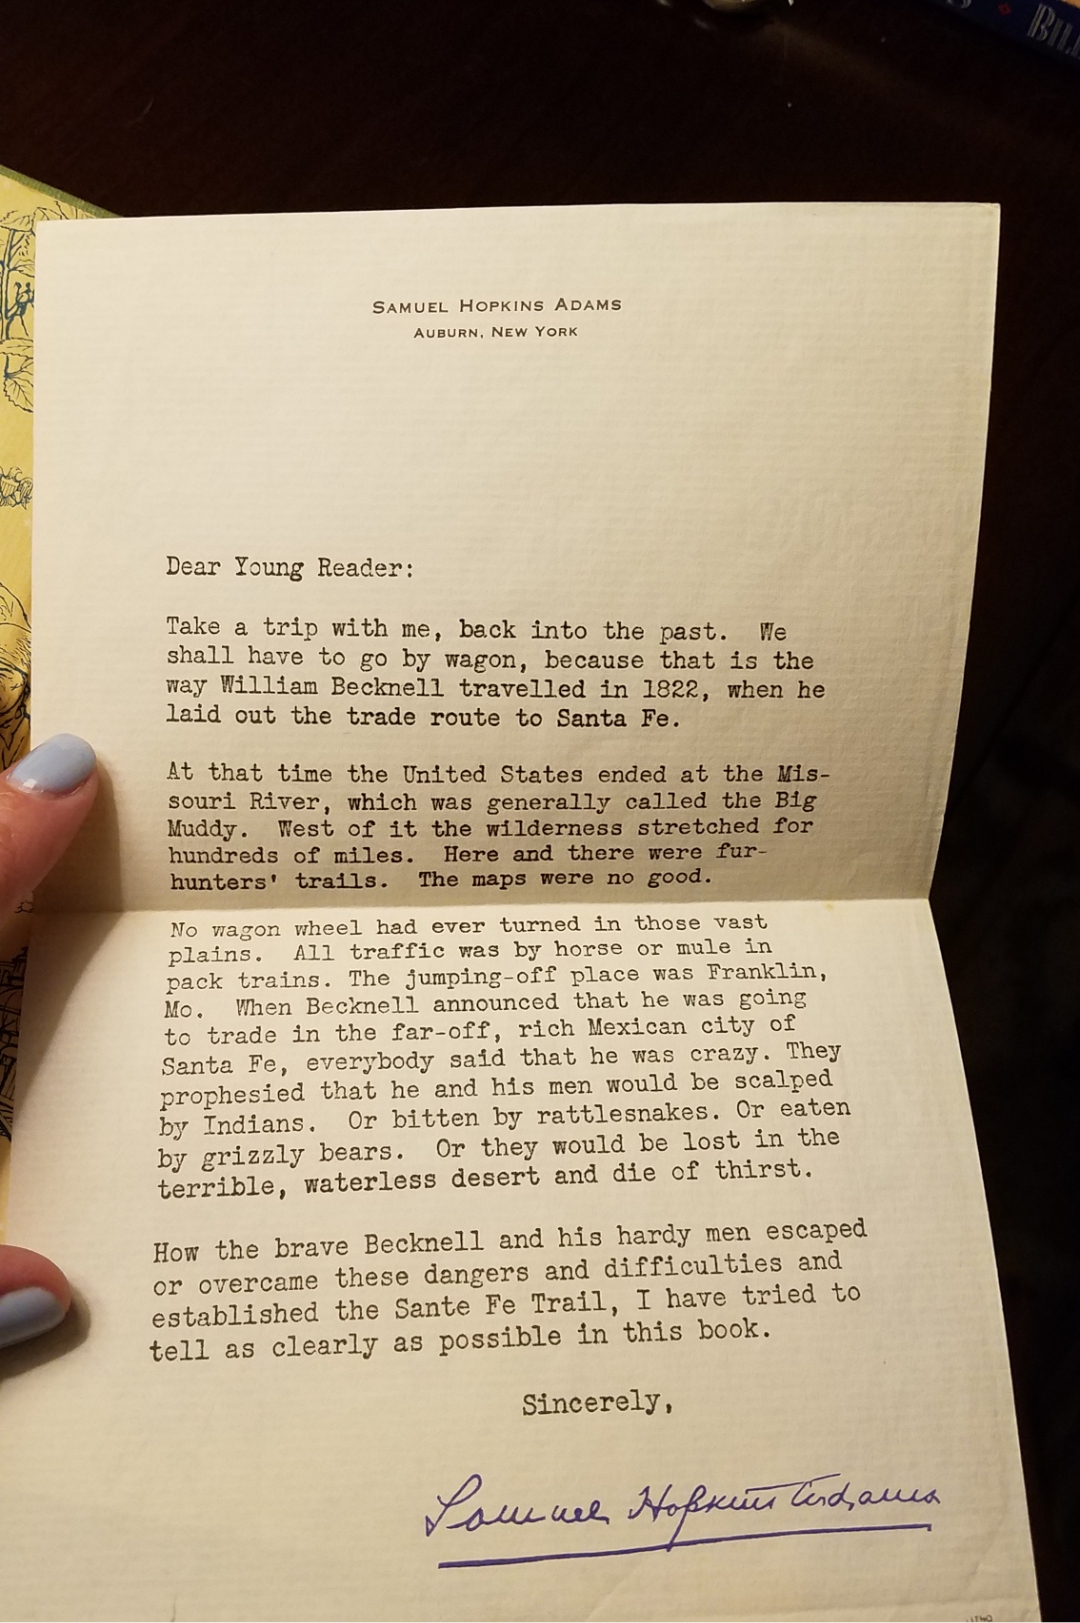 BIL
SAMUEL HOPKINS ADAMS
AUBURN, NEW YORK
Dear Young Reader:
Take a trip with me, back into the past. We
shall have to go by wagon, because that is the
way William Becknell travelled in 1822, when he
laid out the trade route to Santa Fe.
At that time the United States ended at the Mis-
souri River, which was generally called the Big
Muddy. West of it the wilderness stretched for
hundreds of miles. Here and there were fur-
hunters' trails. The maps were no good.
No wagon wheel had ever turned in those vast
plains. All traffic was by horse or mule in
pack trains. The jumping-off place was Franklin,
Mo. When Becknell announced that he was going
to trade in the far-off, rich Mexican city of
Santa Fe, everybody said that he was crazy. They
prophesied that he and his men would be scalped
by Indians. Or bitten by rattlesnakes. Or eaten
by grizzly bears. Or they would be lost in the
terrible, waterless desert and die of thirst.
How the brave Becknell and his hardy men escaped
or overcame these dangers and difficulties and
established the Sante Fe Trail, I have tried to
tell as clearly as possible in this book.
Sincerely,
Samuel Hopkins Adams